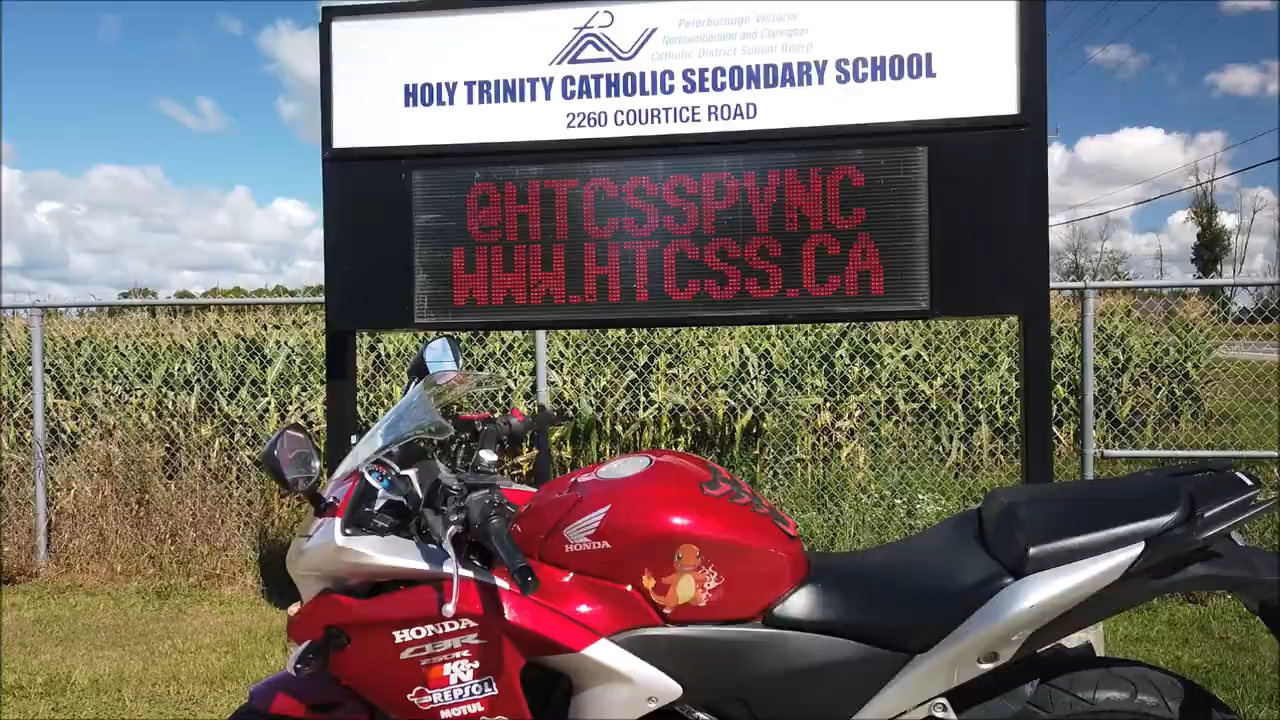 Peterborough Victoria
Northumberland and Clarington
Catholic District School Board
HOLY TRINITY CATHOLIC SECONDARY SCHOOL
2260 COURTICE ROAD
@HTCSSPVNC
WWW.HTCSS.CA
HONDA
HONDA
CBR
250R
K&N
REPSOL
MOTUL